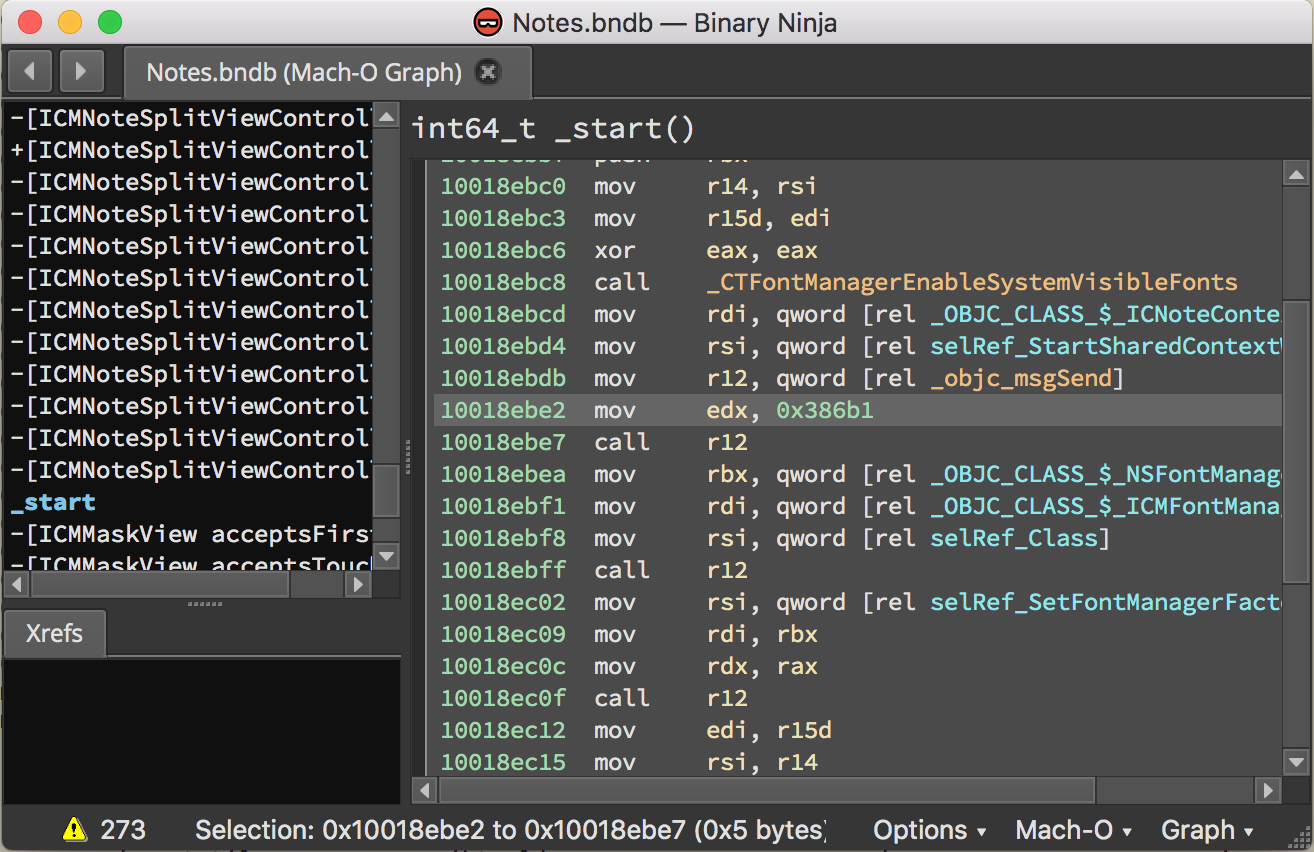 Notes.bndb — Binary Ninja
Notes.bndb (Mach-O Graph)
-[ICMNoteSplitViewControl
+[ICMNoteSplitViewControl
-[ICMNoteSplitViewControl
-[ICMNoteSplitViewControl
-[ICMNoteSplitViewControl
-[ICMNoteSplitViewControl
-[ICMNoteSplitViewControl
-[ICMNoteSplitViewControl
-[ICMNoteSplitViewControl
-[ICMNoteSplitViewControl
-[ICMNoteSplitViewControl
-[ICMNoteSplitViewControl
_start
-[ICMMaskView acceptsFirs
-[ICMMaskView acceptsTouc
Xrefs
int64_t _start()
10018ebc0 mov r14, rsi
10018ebc3 mov r15d, edi
10018ebc6 xor eax, eax
10018ebc8 call _CTFontManagerEnableSystemVisibleFonts
10018ebcd mov rdi, qword [rel _OBJC_CLASS_$_ICNoteConte
10018ebd4 mov rsi, qword [rel selRef_StartSharedContext
10018ebdb mov r12, qword [rel _objc_msgSend]
10018ebe2 mov edx, 0x386b1
10018ebe7 call r12
10018ebea mov rbx, qword [rel _OBJC_CLASS_$_NSFontManag
10018ebf1 mov rdi, qword [rel _OBJC_CLASS_$_ICMFontMana
10018ebf8 mov rsi, qword [rel selRef_Class]
10018ebff call r12
10018ec02 mov rsi, qword [rel selRef_SetFontManagerFact
10018ec09 mov rdi, rbx
10018ec0c mov rdx, rax
10018ec0f call r12
10018ec12 mov edi, r15d
10018ec15 mov rsi, r14
273 Selection: 0x10018ebe2 to 0x10018ebe7 (0x5 bytes) Options Mach-O Graph